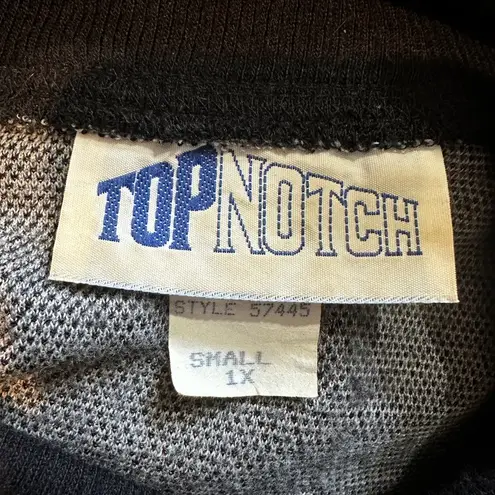 TOPNOTCH
STYLE 57445
SMALL
1X